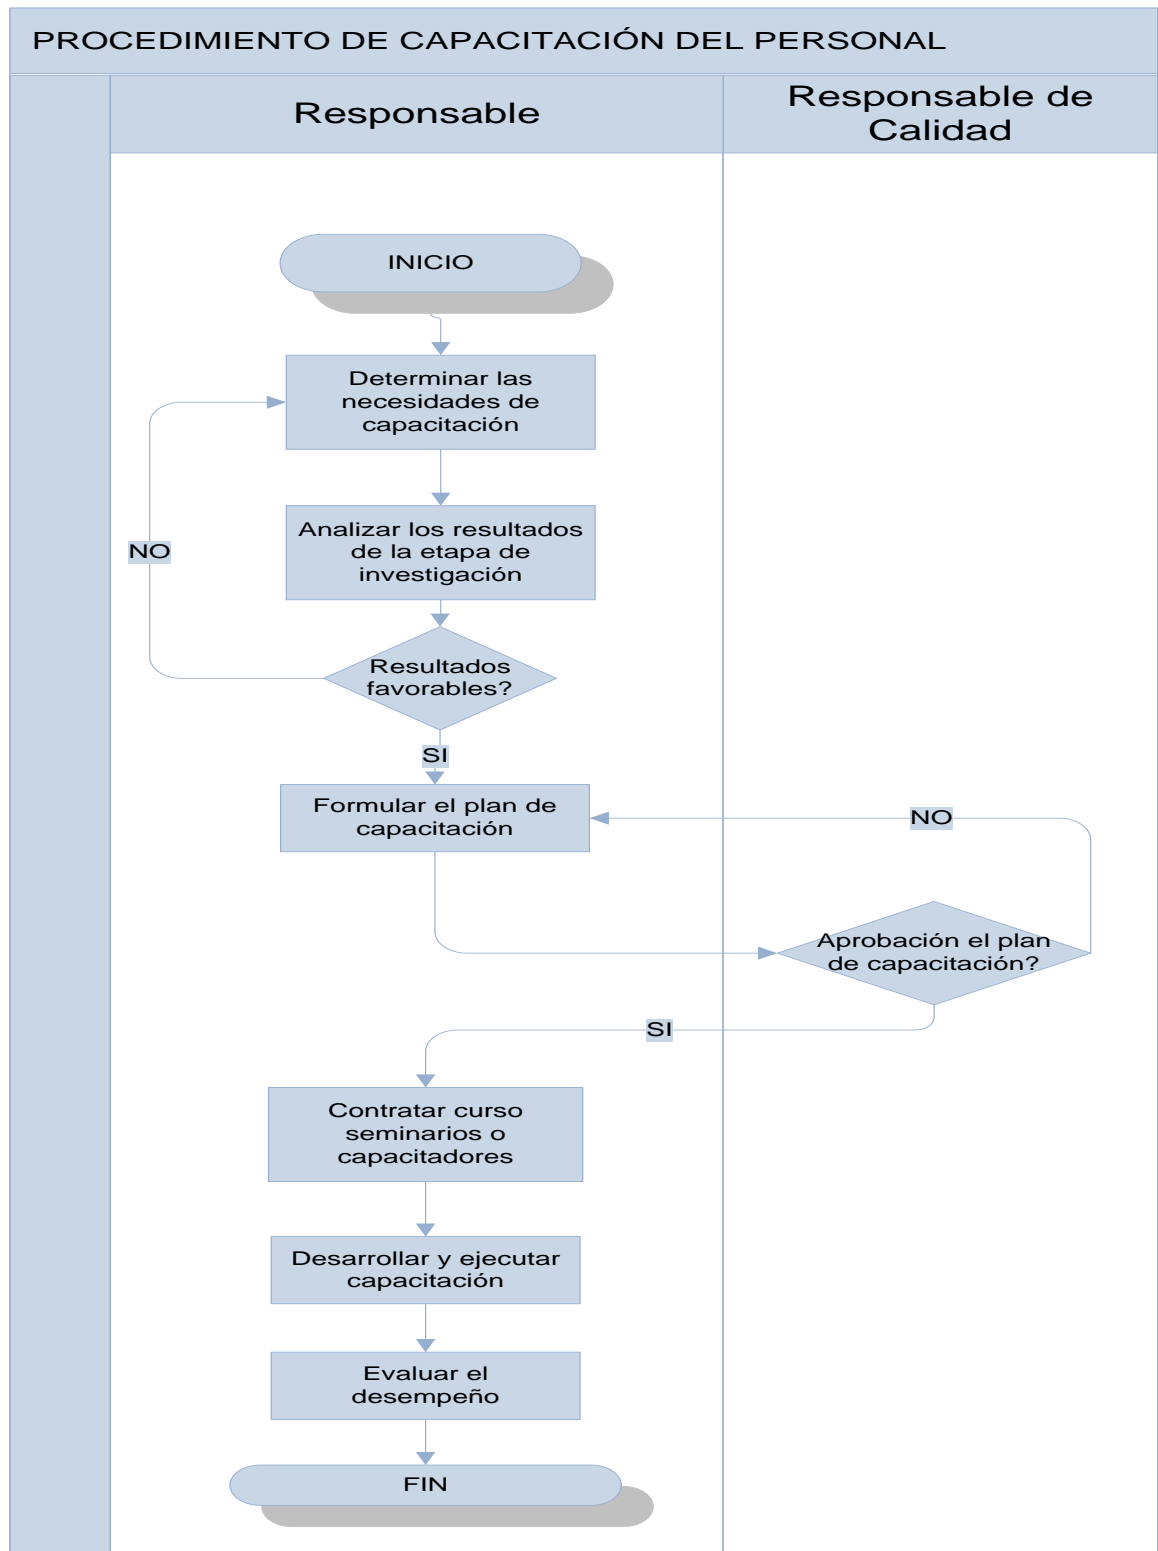 PROCEDIMIENTO DE CAPACITACIÓN DEL PERSONAL
Responsable
Responsable de
Calidad
INICIO
Determinar las
necesidades de
capacitación
Analizar los resultados
de la etapa de
investigación
NO
Resultados
favorables?
SI
Formular el plan de
capacitación
NO
Aprobación el plan
de capacitación?
SI
Contratar curso
seminarios o
capacitadores
Desarrollar y ejecutar
capacitación
Evaluar el
desempeño
FIN